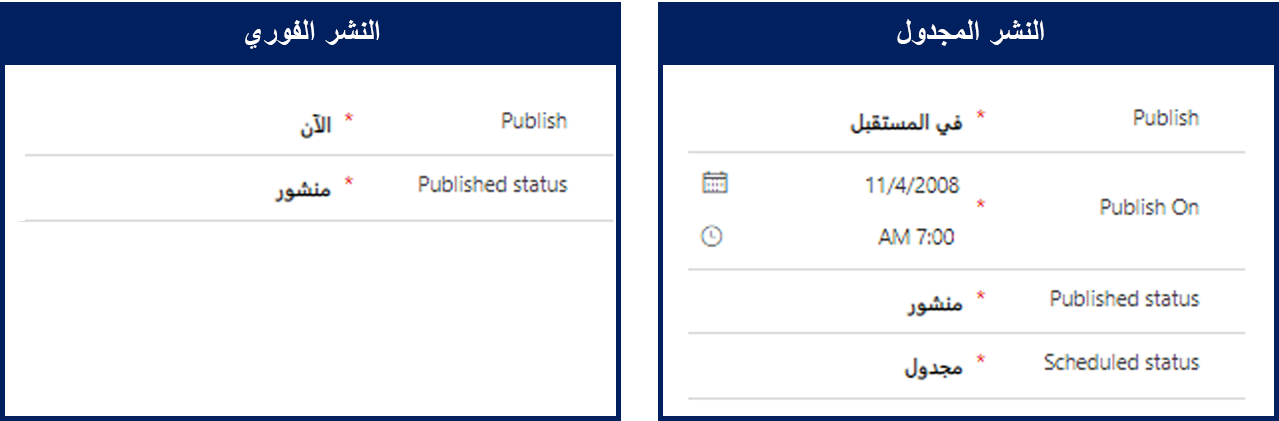 النشر المجدول
Publish * في المستقبل
11/4/2008
Publish On *
AM 7:00
Published status * منشور
Scheduled status * مجدول
النشر الفوري
Publish * الآن
Published status * منشور